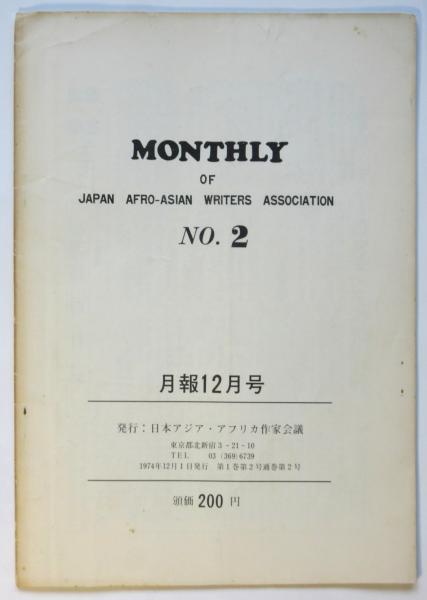 MONTHLY
OF
JAPAN AFRO-ASIAN WRITERS ASSOCIATION
NO. 2
月報12月号
発行：日本アジア・アフリカ作家会議
東京都北新宿3-21-10
TEL 03 (369) 6739
1974年12月1日発行 第1巻第2号通巻第2号
頒価 200 円